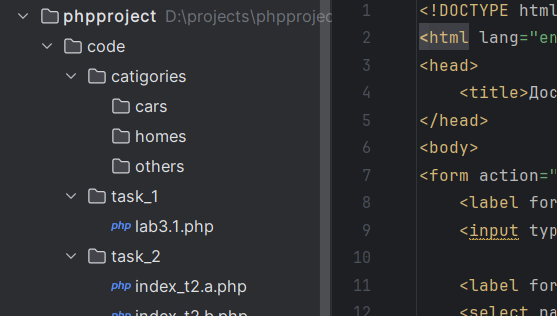 phpproject D:\projects\phpprojec
code
catigories
cars
homes
others
task_1
php lab3.1.php
task_2
php index_t2.a.php
php index_t2.b.php
1 <!DOCTYPE html
2 <html lang="en
3 <head>
4 <title>Дос
5 </head>
6 <body>
7 <form action="
8 <label for
9 <input typ
10
11 <label for
12 <select na